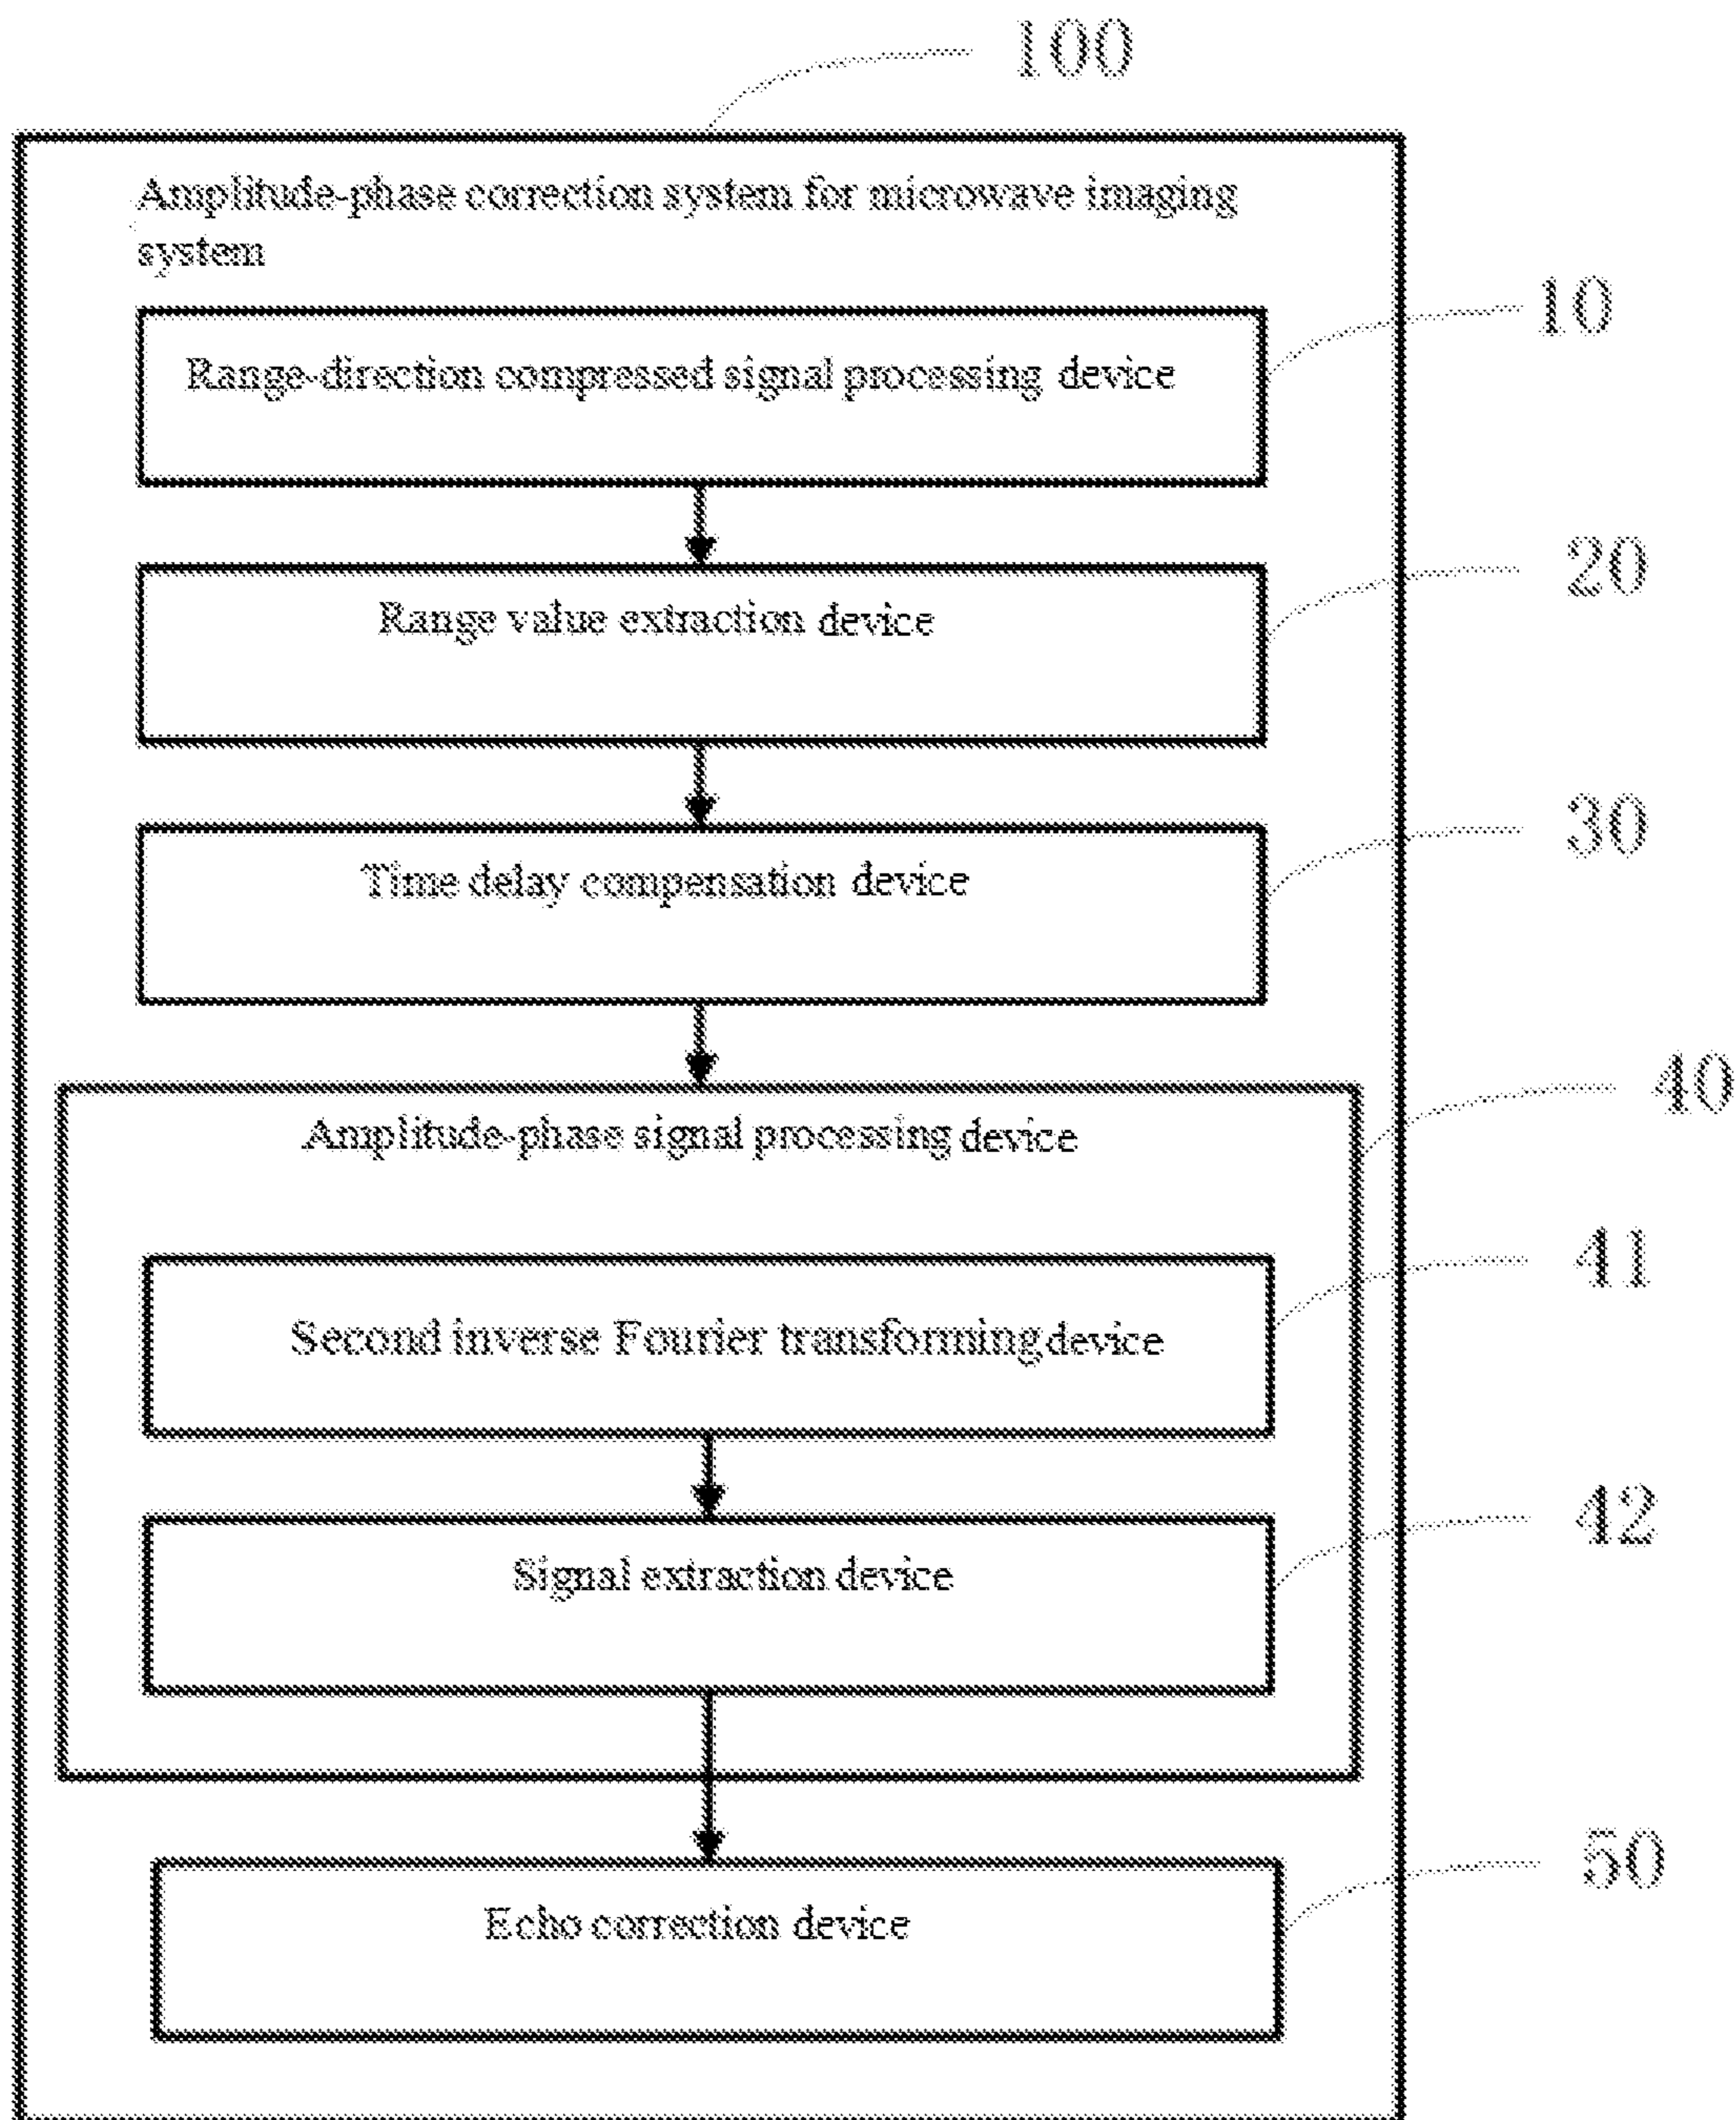 100
Amplitude-phase correction system for microwave imaging
system
10
Range-direction compressed signal processing device
20
Range value extraction device
30
Time delay compensation device
40
Amplitude-phase signal processing device
41
Second inverse Fourier transforming device
42
Signal extraction device
50
Echo correction device